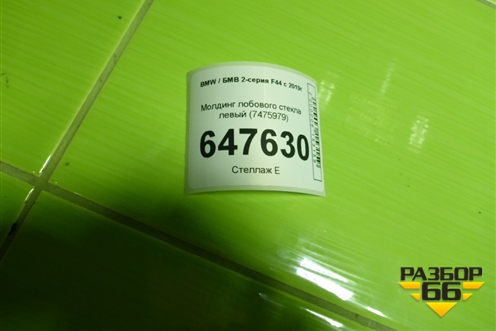 BMW / БМВ 2-серия F44 с 2019г
Молдинг лобового стекла
левый (7475979)
647630
Стеллаж Е
РАЗБОР
66